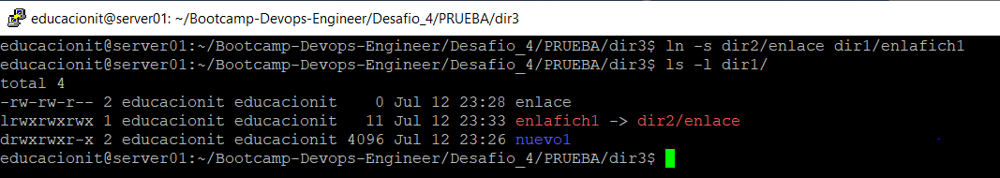 educacionit@server01: ~/Bootcamp-Devops-Engineer/Desafio_4/PRUEBA/dir3
educacionit@server01:~/Bootcamp-Devops-Engineer/Desafio_4/PRUEBA/dir3$ ln -s dir2/enlace dir1/enlafich1
educacionit@server01:~/Bootcamp-Devops-Engineer/Desafio_4/PRUEBA/dir3$ ls -l dir1/
total 4
-rw-rw-r-- 2 educacionit educacionit    0 Jul 12 23:28 enlace
lrwxrwxrwx 1 educacionit educacionit   11 Jul 12 23:33 enlafich1 -> dir2/enlace
drwxrwxr-x 2 educacionit educacionit 4096 Jul 12 23:26 nuevo1
educacionit@server01:~/Bootcamp-Devops-Engineer/Desafio_4/PRUEBA/dir3$